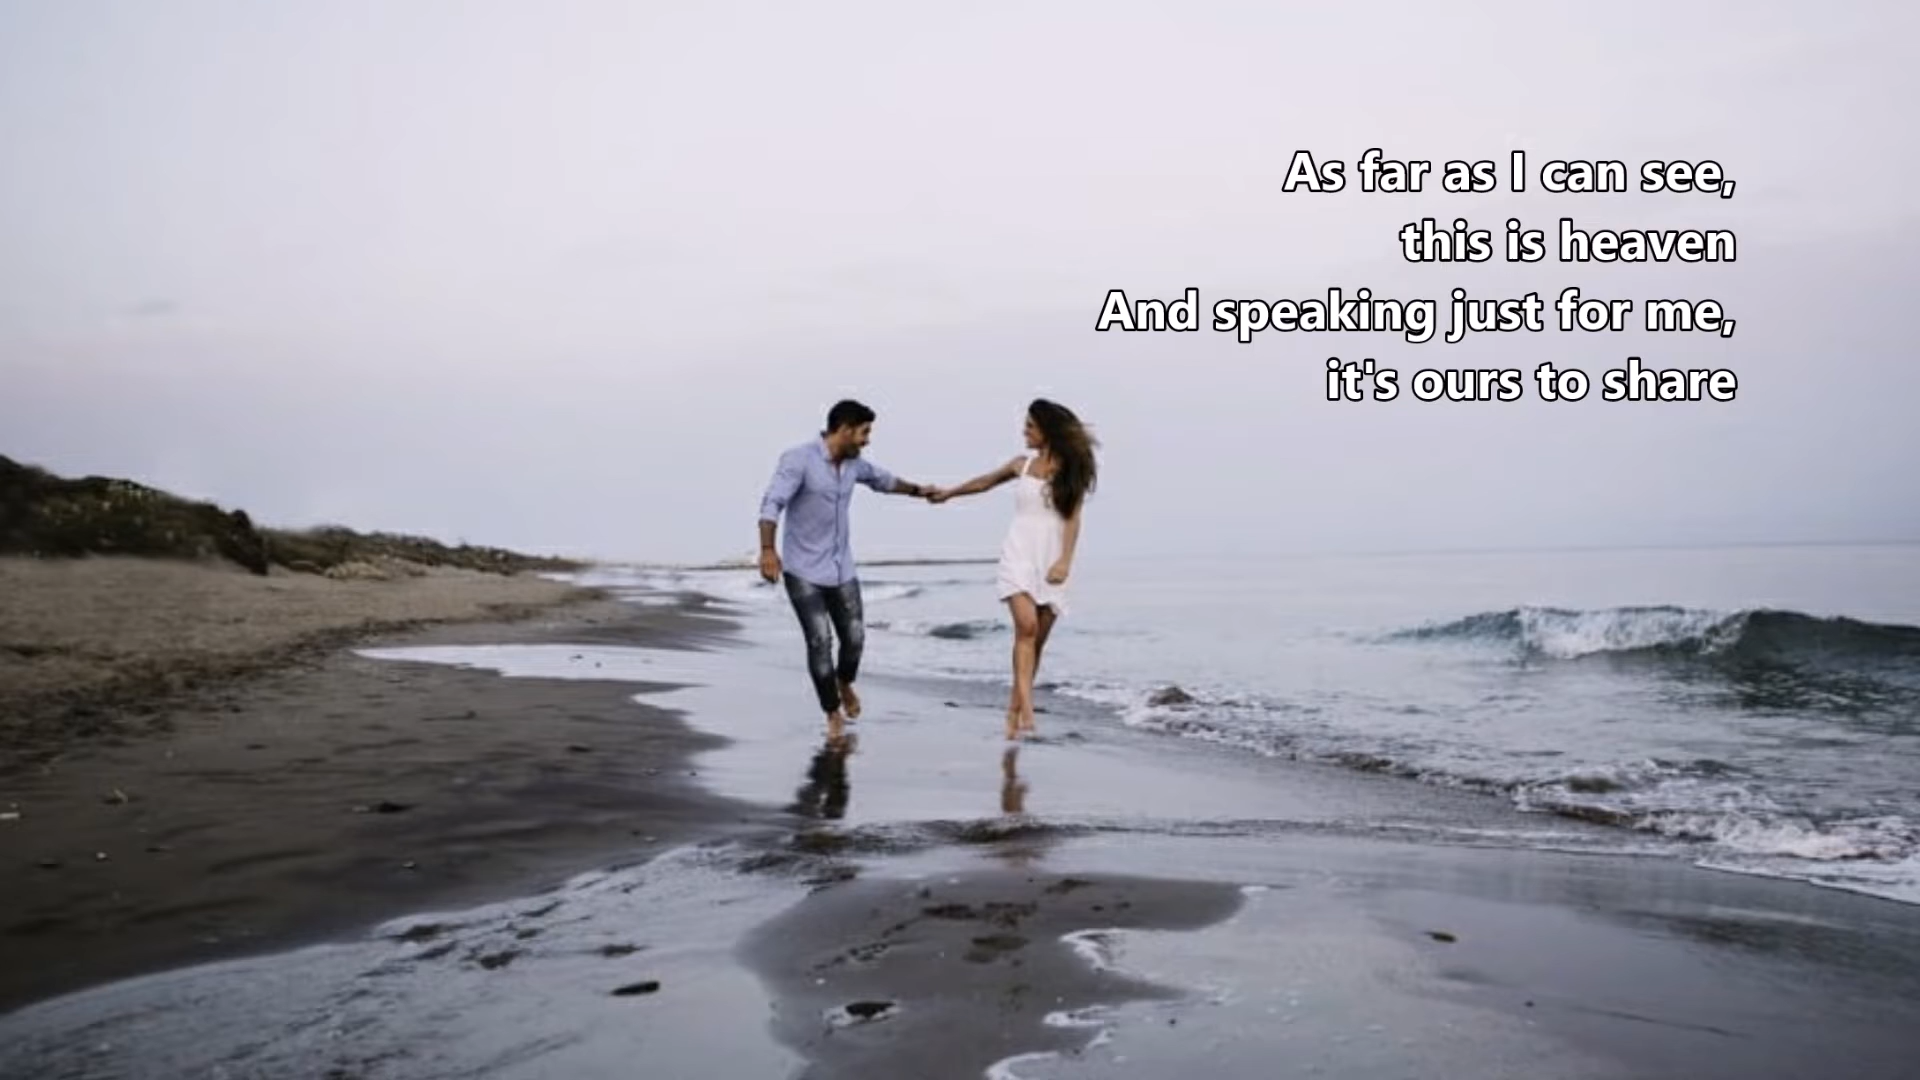 As far as I can see,
this is heaven
And speaking just for me,
it's ours to share